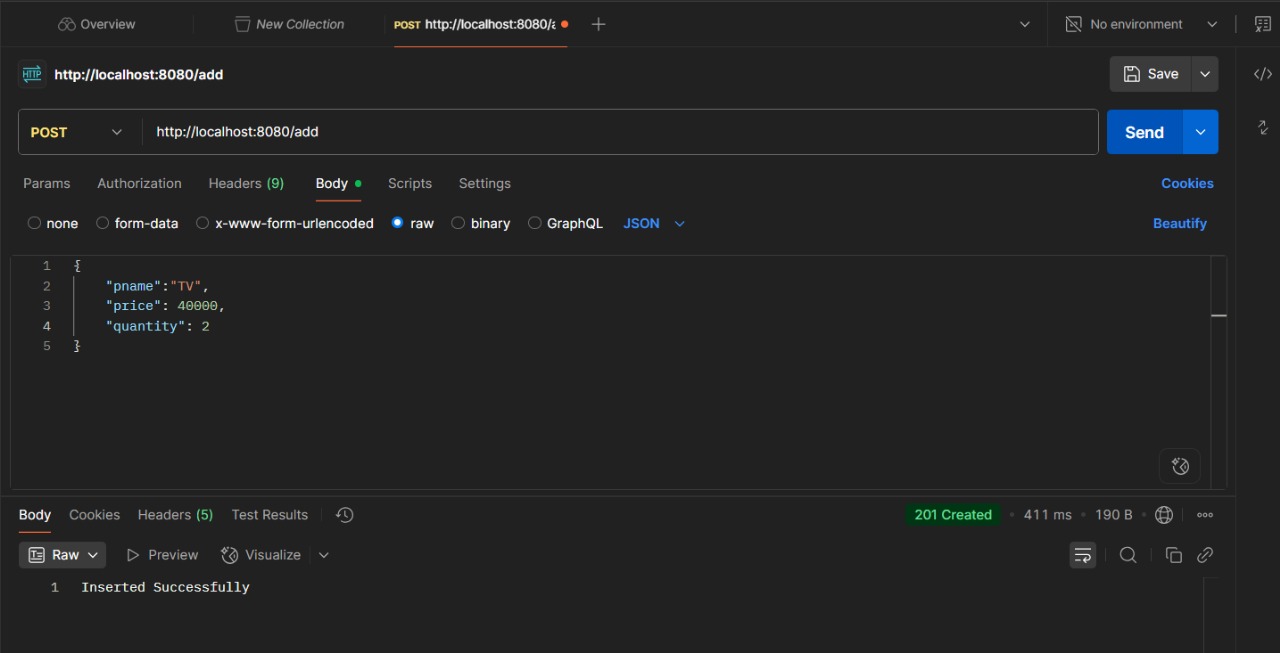 Overview
New Collection
POST http://localhost:8080/a
No environment
HTTP http://localhost:8080/add
Save
POST
http://localhost:8080/add
Send
Params
Authorization
Headers (9)
Body
Scripts
Settings
Cookies
none
form-data
x-www-form-urlencoded
raw
binary
GraphQL
JSON
Beautify
1 {
2 "pname":"TV",
3 "price": 40000,
4 "quantity": 2
5 }
Body
Cookies
Headers (5)
Test Results
201 Created
411 ms
190 B
Raw
Preview
Visualize
1 Inserted Successfully